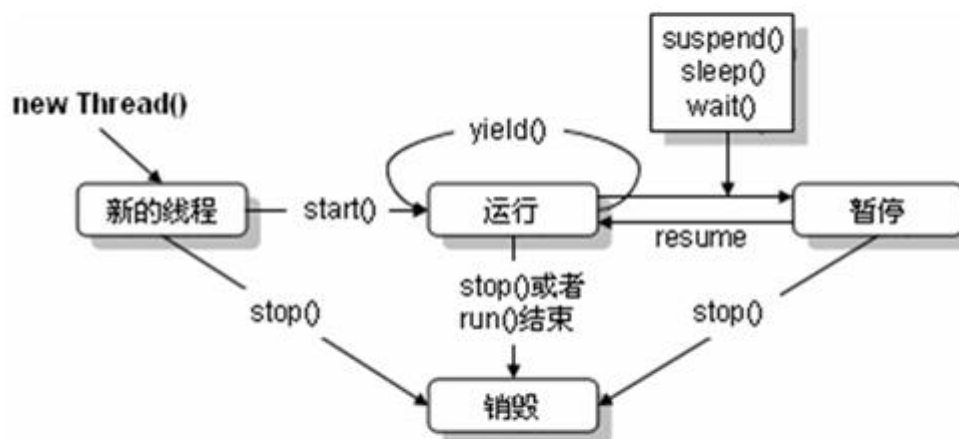 suspend()
sleep()
wait()
new Thread()
yield()
新的线程
start()
运行
暂停
resume
stop()
stop()或者
run()结束
stop()
销毁